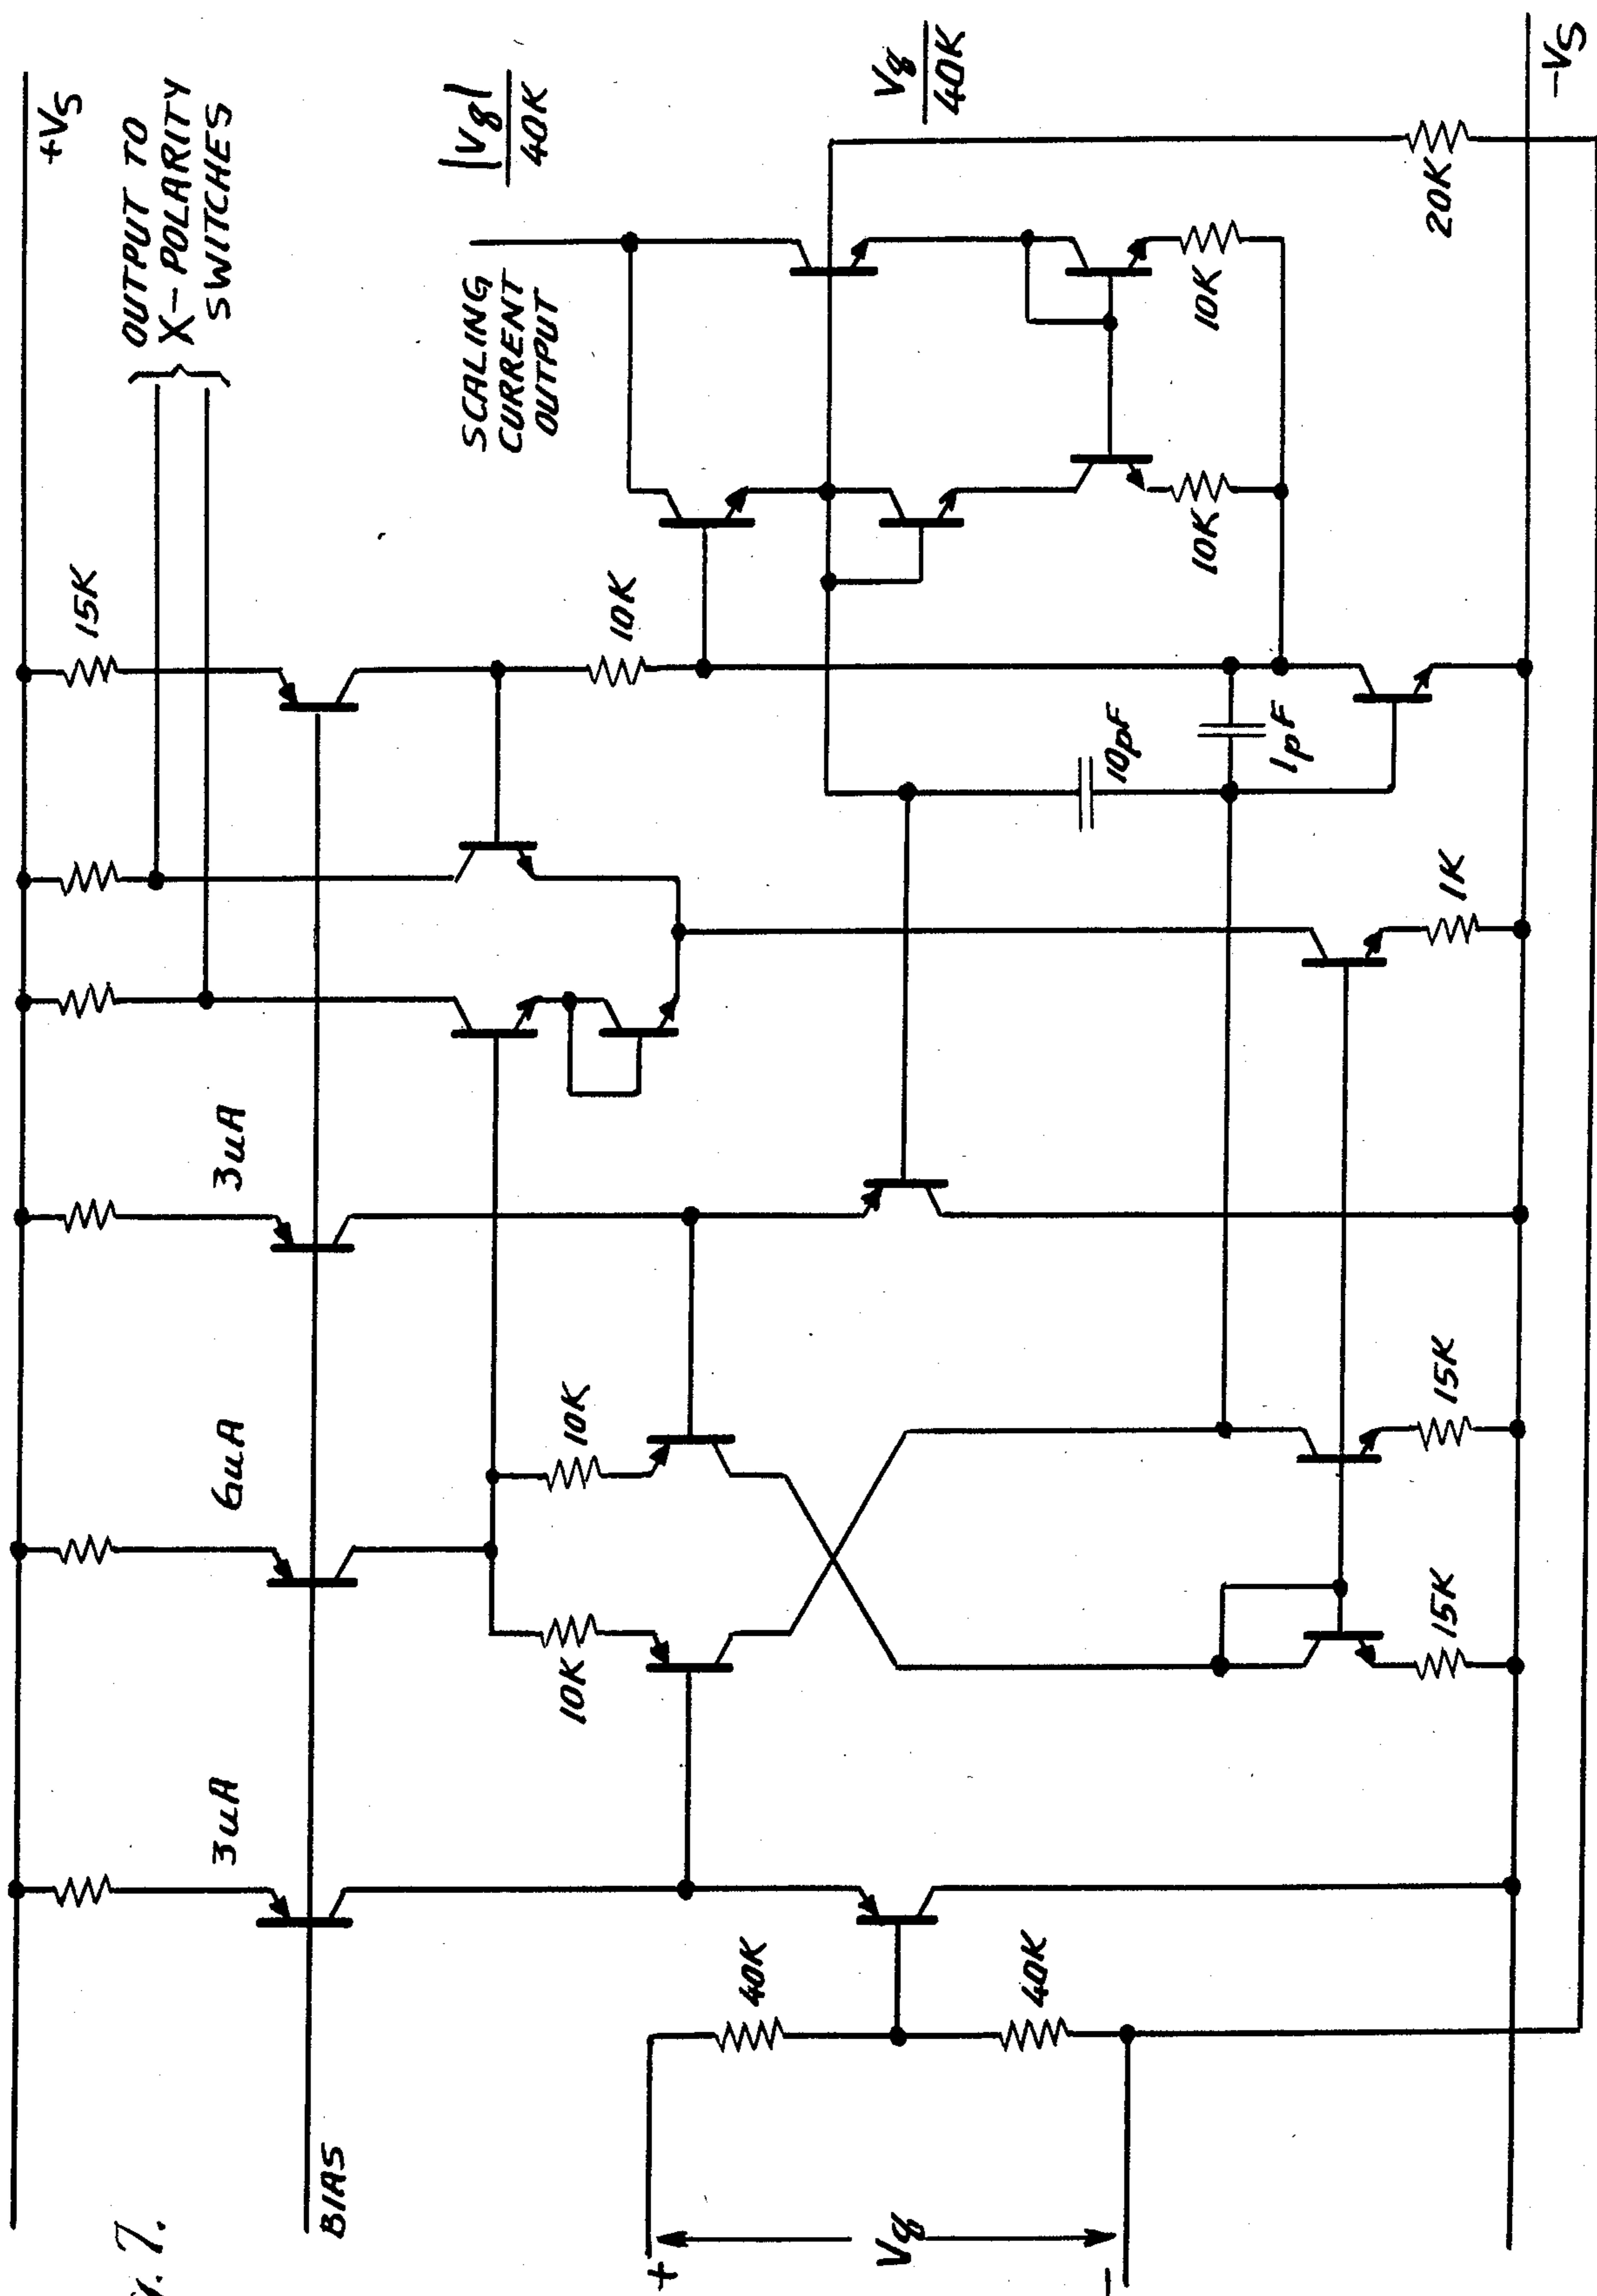 +VS
OUTPUT TO
X-POLARITY
SWITCHES
15K
|Vg|
40K
SCALING
CURRENT
OUTPUT
Vg
40K
10K
10K
10K
20K
10pF
1pF
1K
-VS
3uA
6uA
3uA
10K
10K
15K
15K
40K
40K
BIAS
+
Vg
-
7.